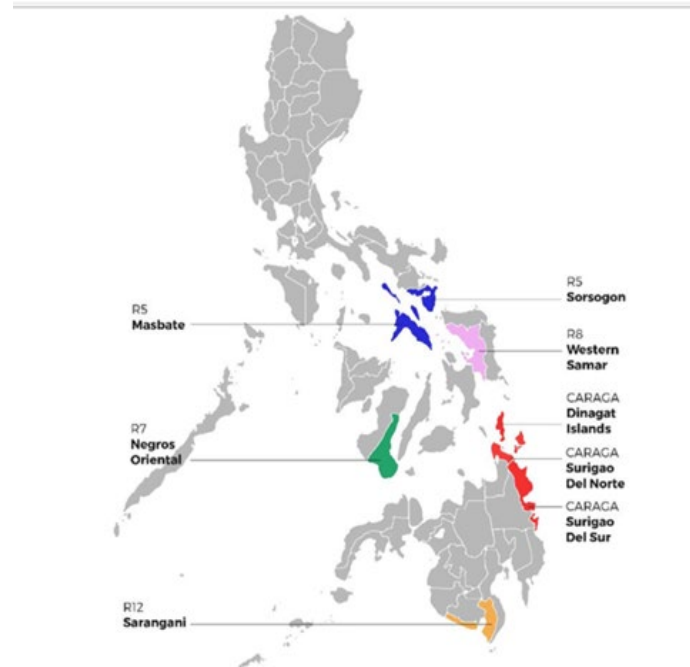 R5
Sorsogon
R5
Masbate
R8
Western
Samar
CARAGA
Dinagat
Islands
R7
Negros
Oriental
CARAGA
Surigao
Del Norte
CARAGA
Surigao
Del Sur
R12
Sarangani